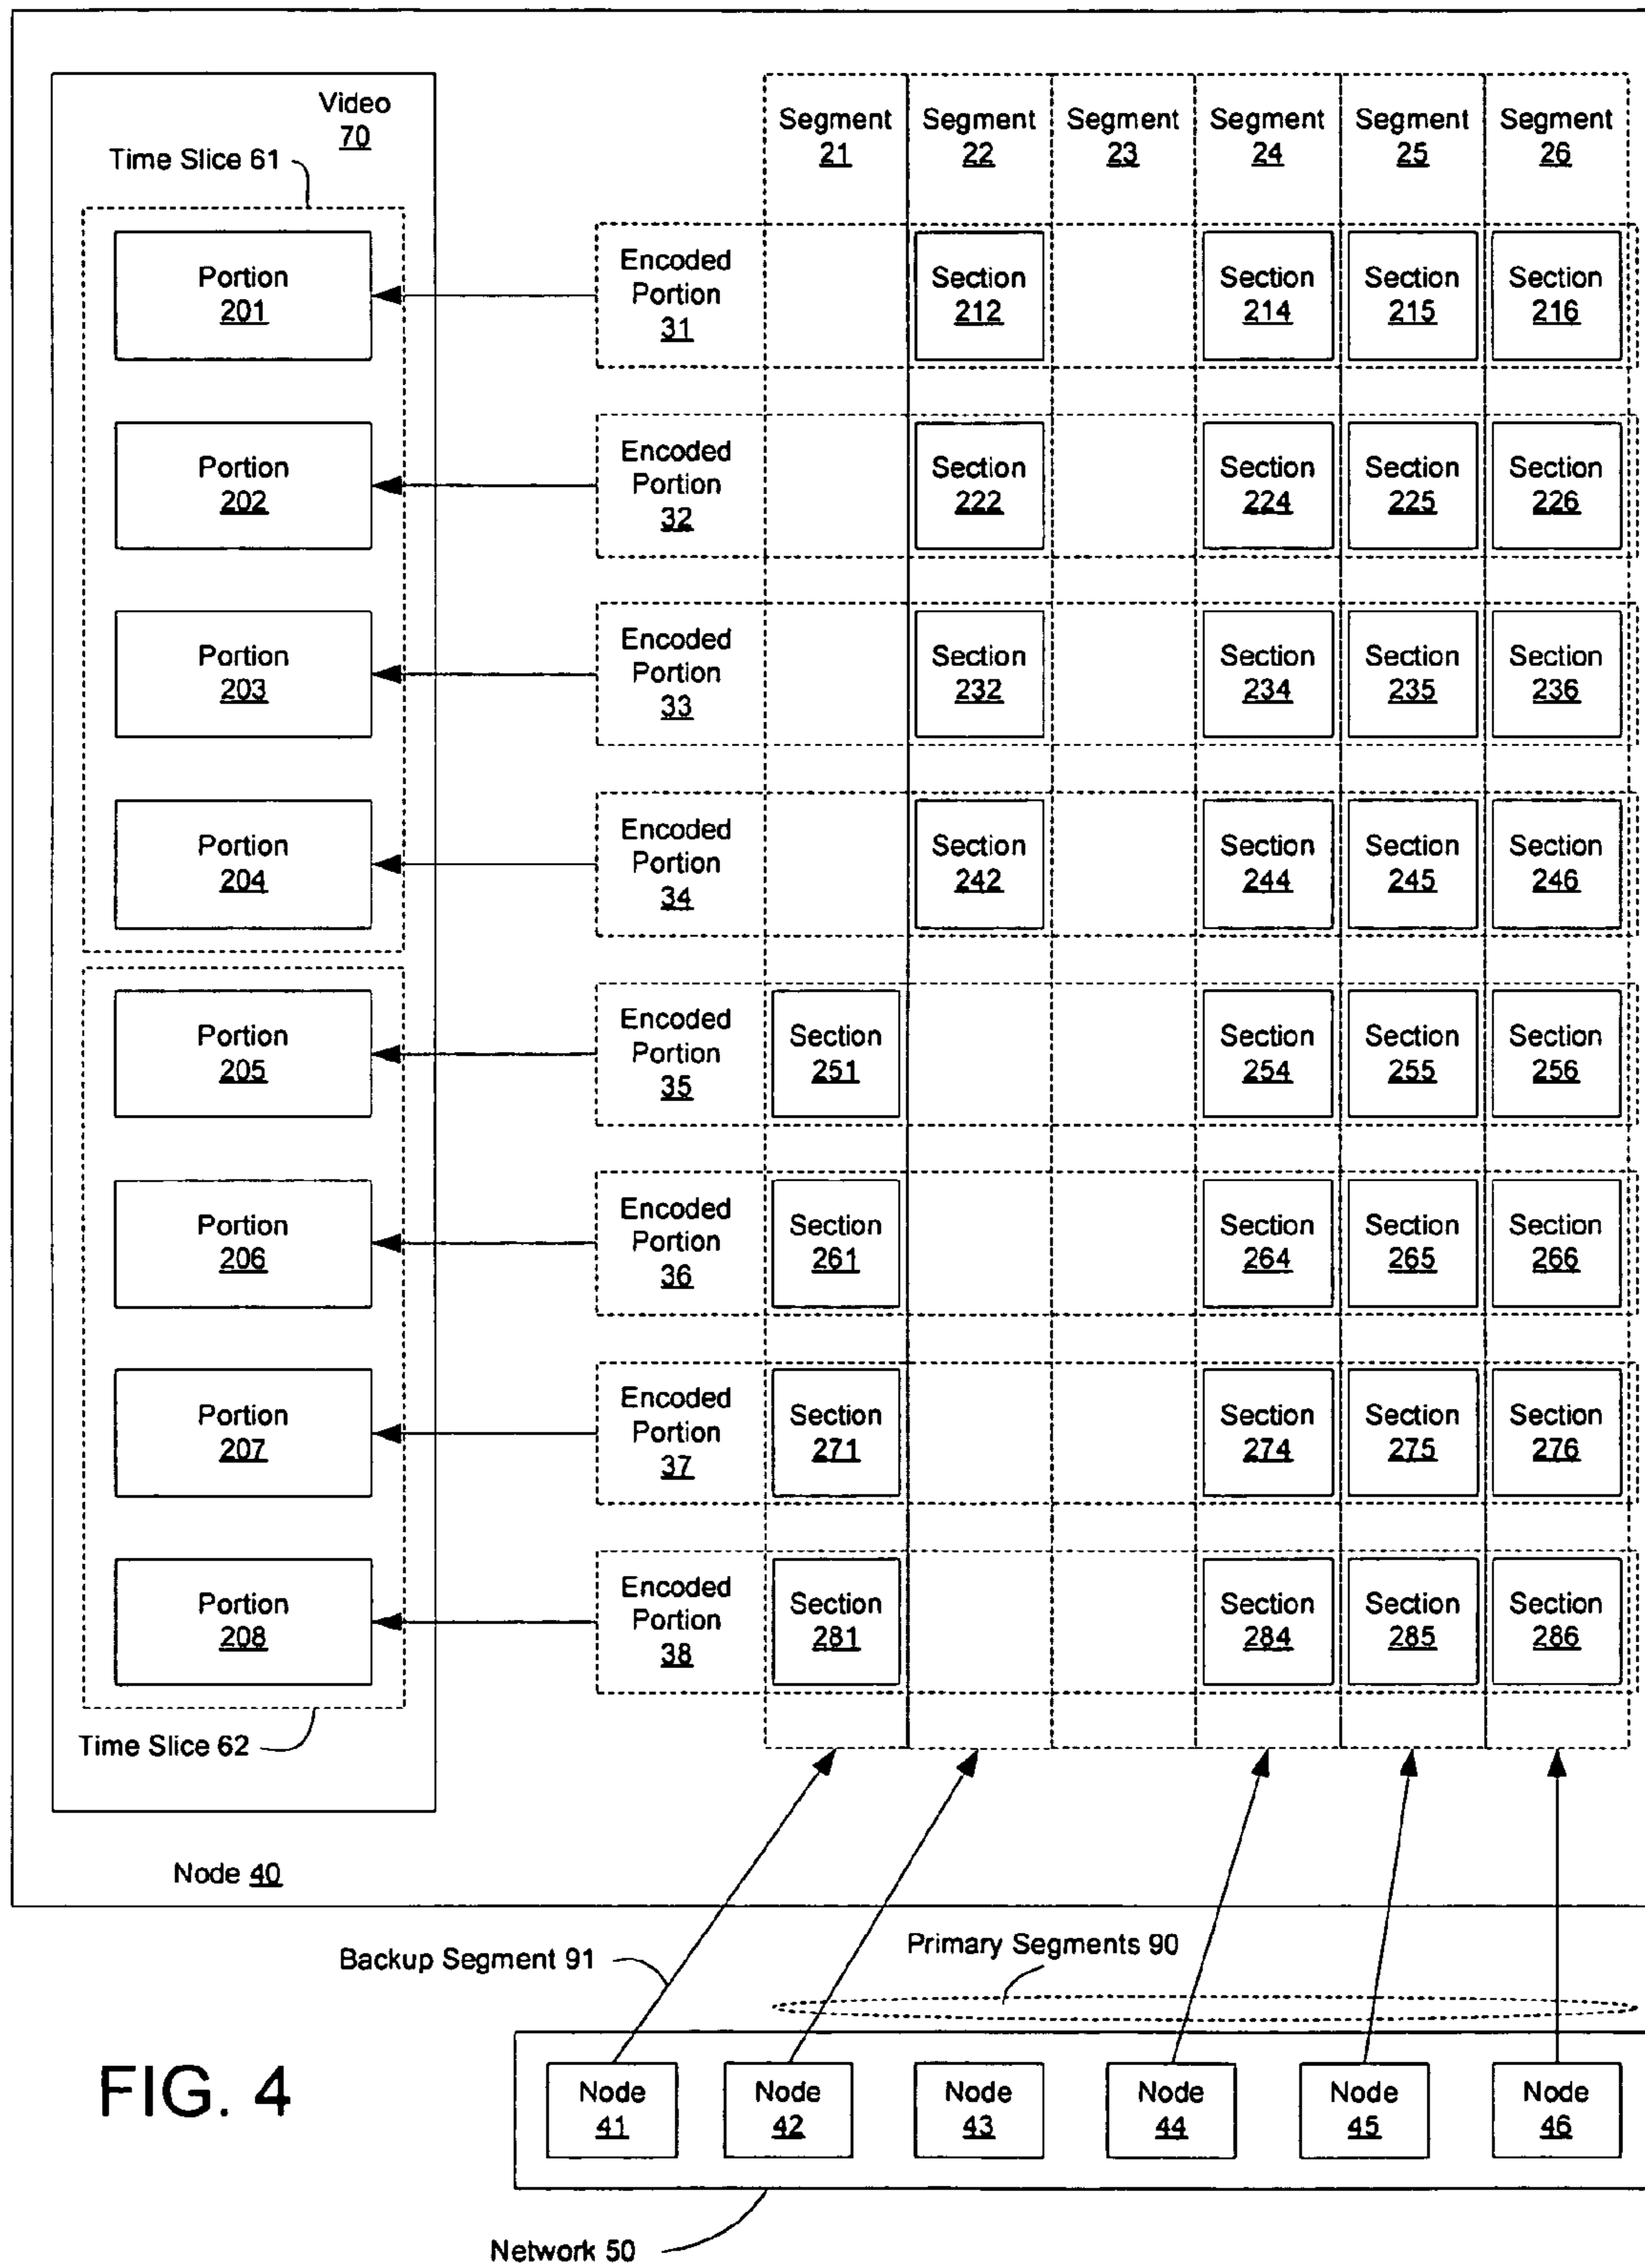 Video
70
Time Slice 61
Segment
21
Segment
22
Segment
23
Segment
24
Segment
25
Segment
26
Portion
201
Encoded
Portion
31
Section
212
Section
214
Section
215
Section
216
Portion
202
Encoded
Portion
32
Section
222
Section
224
Section
225
Section
226
Portion
203
Encoded
Portion
33
Section
232
Section
234
Section
235
Section
236
Portion
204
Encoded
Portion
34
Section
242
Section
244
Section
245
Section
246
Portion
205
Encoded
Portion
35
Section
251
Section
254
Section
255
Section
256
Portion
206
Encoded
Portion
36
Section
261
Section
264
Section
265
Section
266
Portion
207
Encoded
Portion
37
Section
271
Section
274
Section
275
Section
276
Portion
208
Encoded
Portion
38
Section
281
Section
284
Section
285
Section
286
Time Slice 62
Node 40
Backup Segment 91
Primary Segments 90
FIG. 4
Node
41
Node
42
Node
43
Node
44
Node
45
Node
46
Network 50